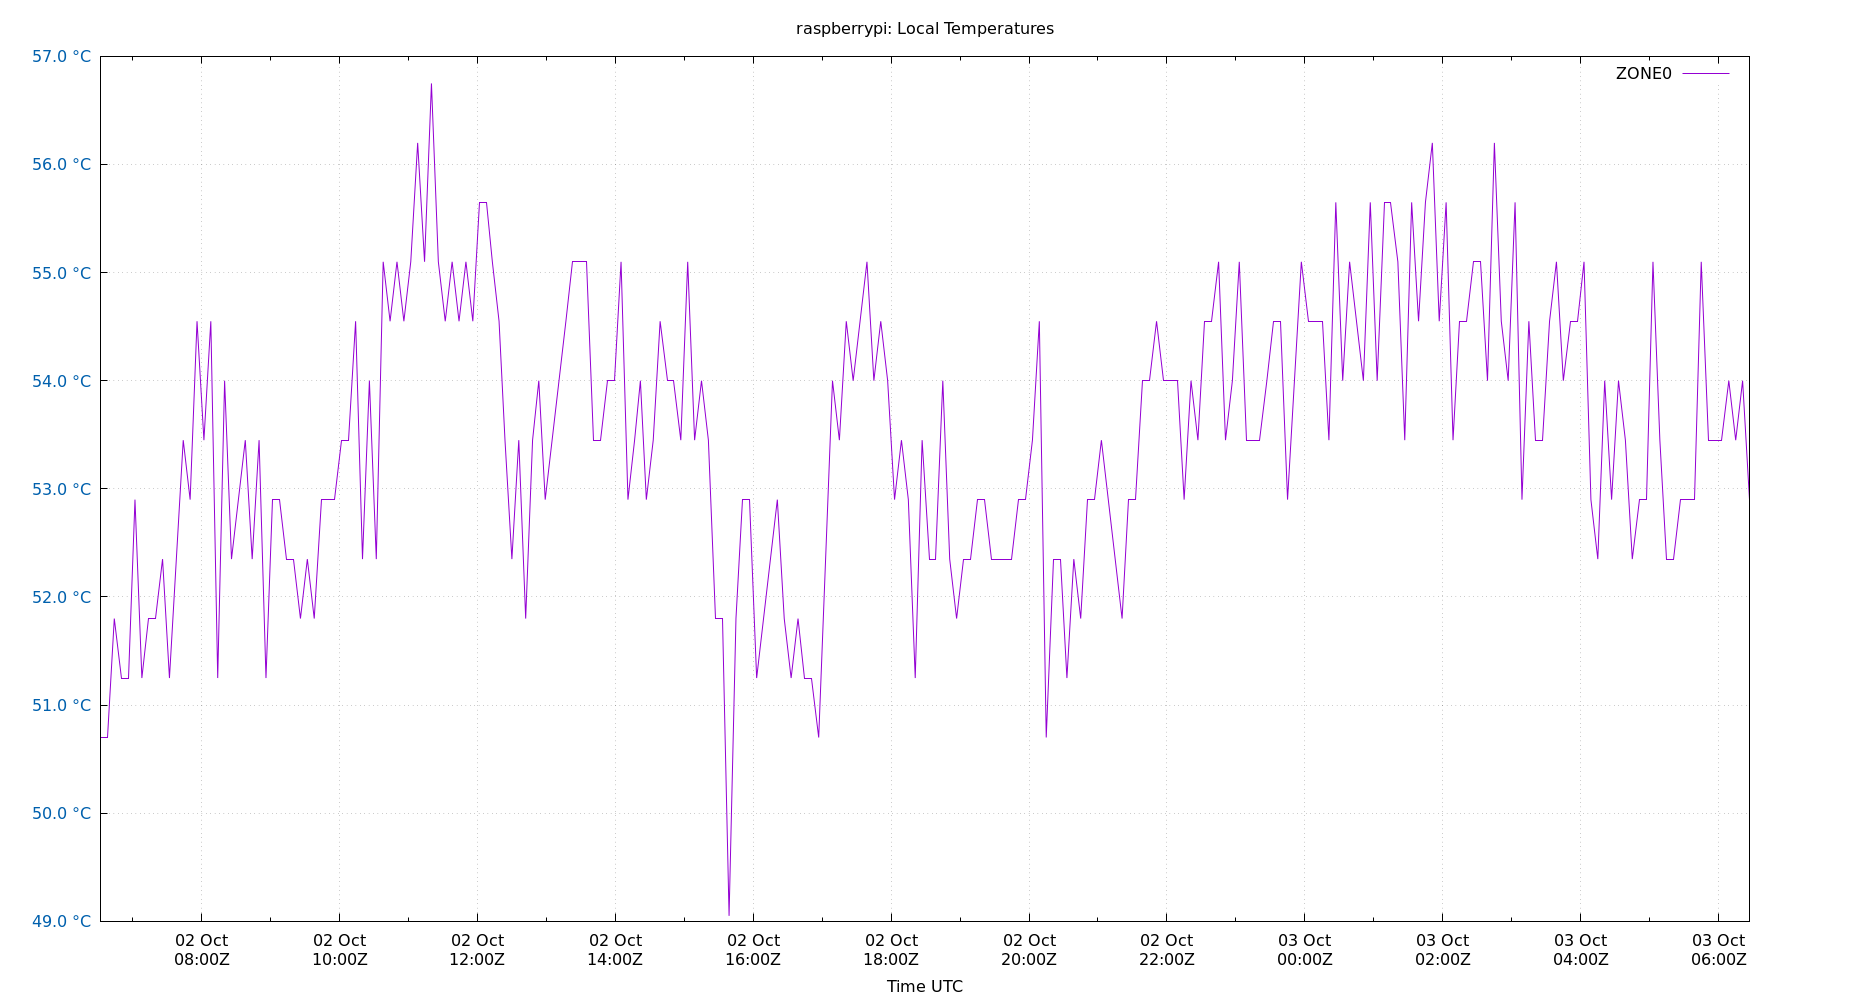 raspberrypi: Local Temperatures
57.0 °C
ZONE0
56.0 °C
55.0 °C
54.0 °C
53.0 °C
52.0 °C
51.0 °C
50.0 °C
49.0 °C
02 Oct 02 Oct 02 Oct 02 Oct 02 Oct 02 Oct 02 Oct 02 Oct 03 Oct 03 Oct 03 Oct 03 Oct
08:00Z 10:00Z 12:00Z 14:00Z 16:00Z 18:00Z 20:00Z 22:00Z 00:00Z 02:00Z 04:00Z 06:00Z
Time UTC